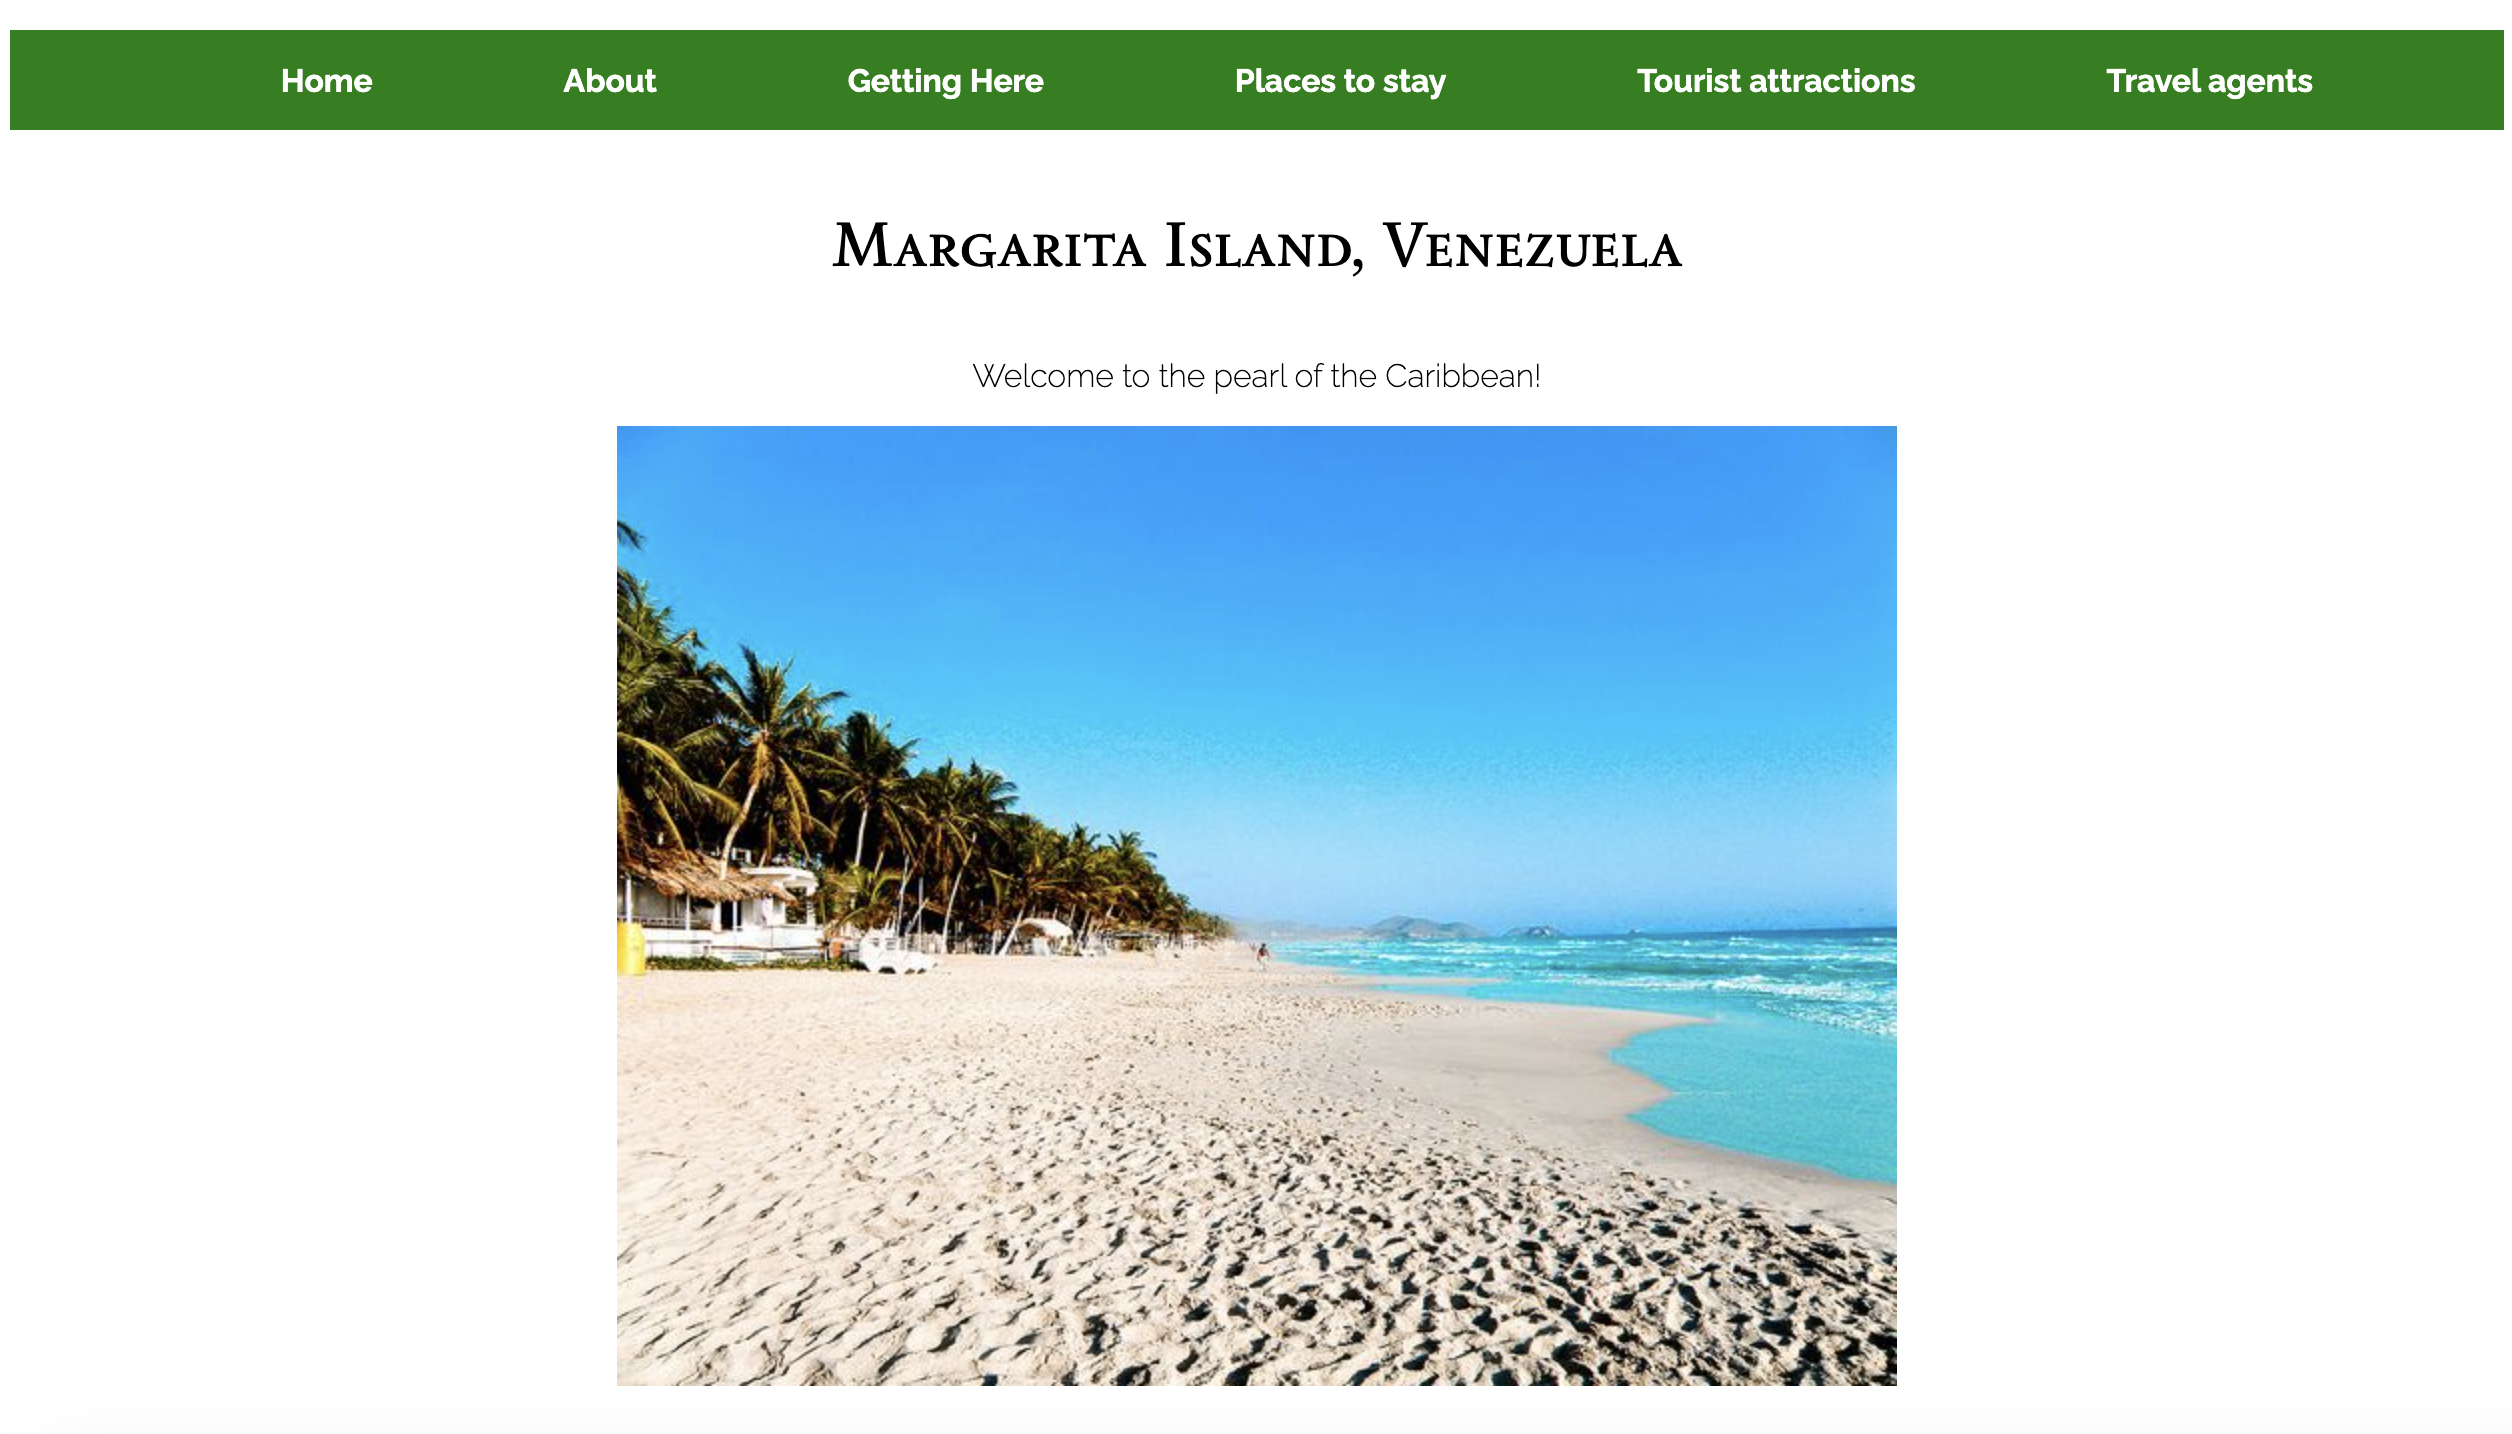 Home About Getting Here Places to stay Tourist attractions Travel agents
Margarita Island, Venezuela
Welcome to the pearl of the Caribbean!